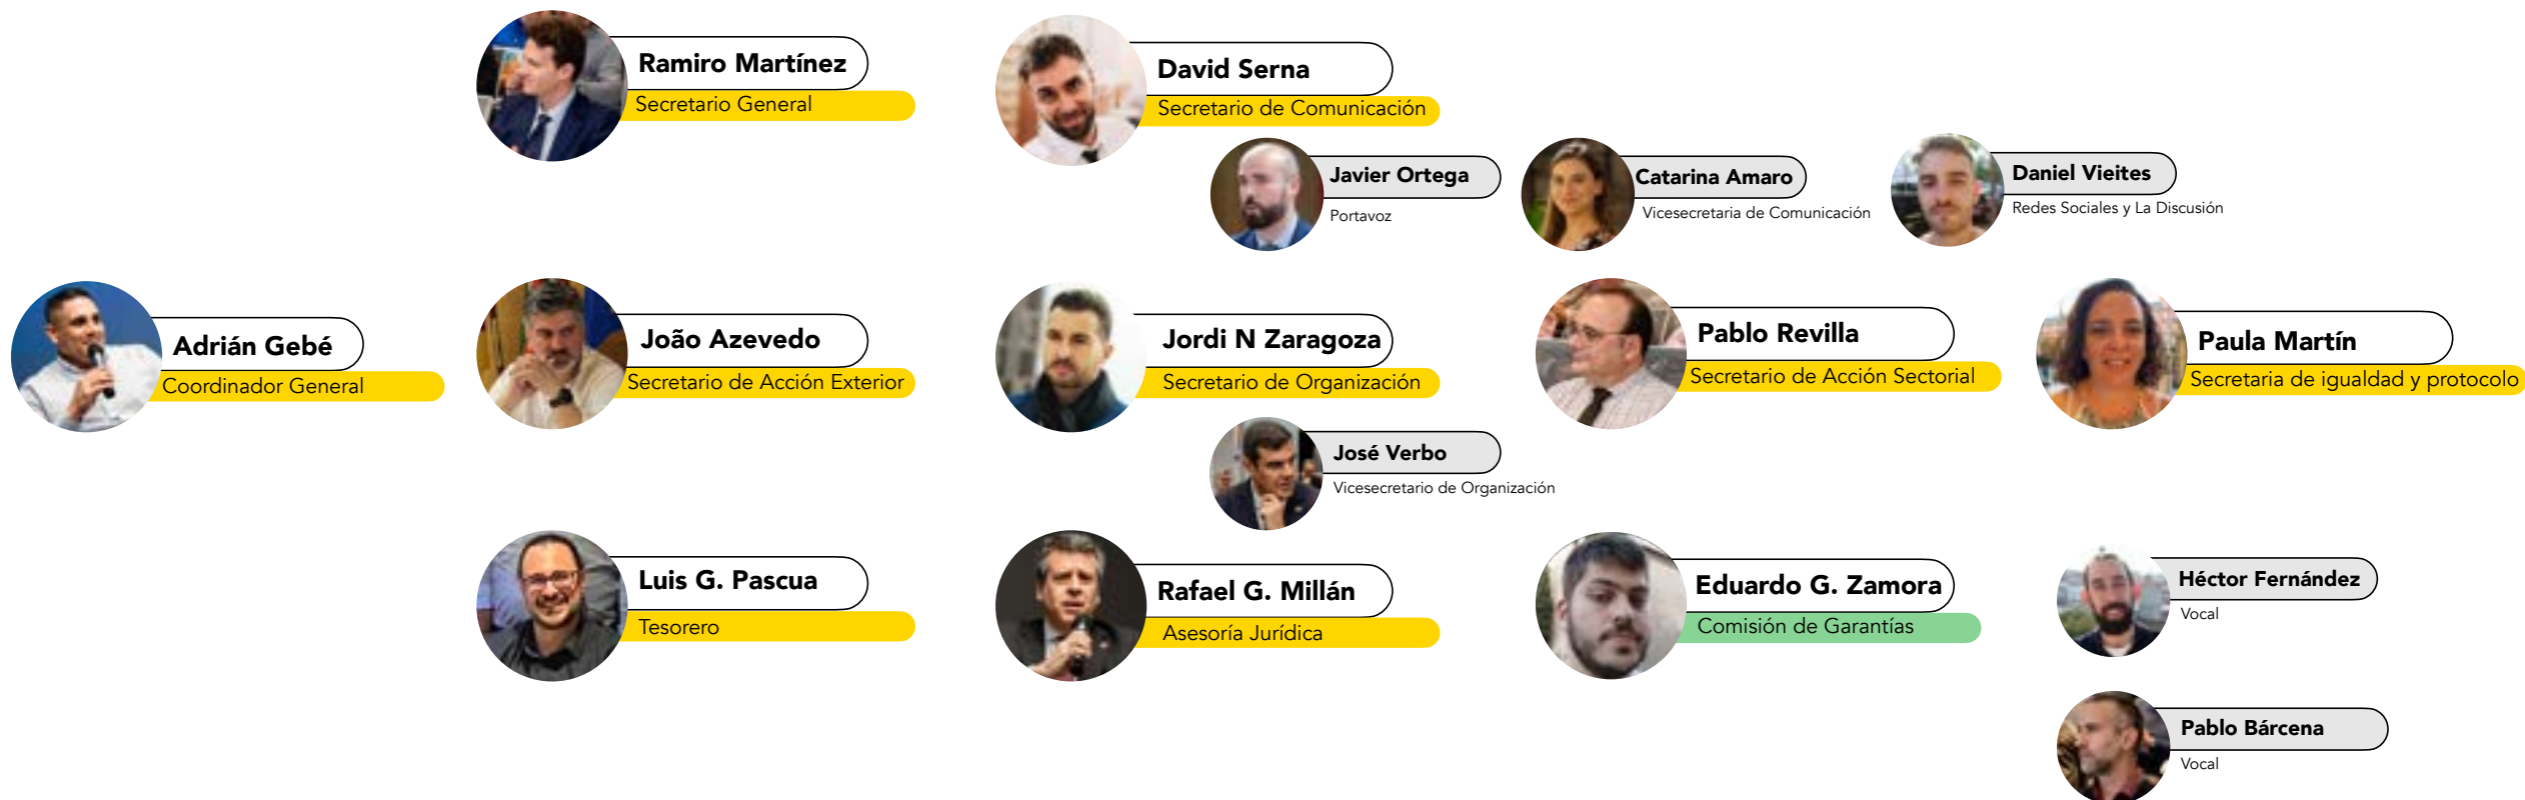 Ramiro Martínez
Secretario General
David Serna
Secretario de Comunicación
Javier Ortega
Portavoz
Catarina Amaro
Vicesecretaria de Comunicación
Daniel Vieites
Redes Sociales y La Discusión
Adrián Gebé
Coordinador General
João Azevedo
Secretario de Acción Exterior
Jordi N Zaragoza
Secretario de Organización
Pablo Revilla
Secretario de Acción Sectorial
Paula Martín
Secretaria de igualdad y protocolo
José Verbo
Vicesecretario de Organización
Luis G. Pascua
Tesorero
Rafael G. Millán
Asesoría Jurídica
Eduardo G. Zamora
Comisión de Garantías
Héctor Fernández
Vocal
Pablo Bárcena
Vocal